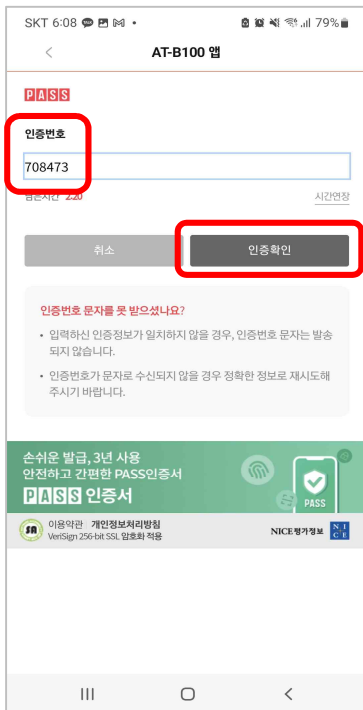 SKT 6:08
79%
AT-B100 앱
PASS
인증번호
708473
남은시간 2:20
시간연장
취소
인증확인
인증번호 문자를 못 받으셨나요?
• 입력하신 인증정보가 일치하지 않을 경우, 인증번호 문자는 발송
되지 않습니다.
• 인증번호가 문자로 수신되지 않을 경우 정확한 정보로 재시도해
주시기 바랍니다.
손쉬운 발급, 3년 사용
안전하고 간편한 PASS인증서
PASS 인증서
PASS
SR
이용약관 개인정보처리방침
VeriSign 256-bit SSL 암호화 적용
NICE평가정보
NICE